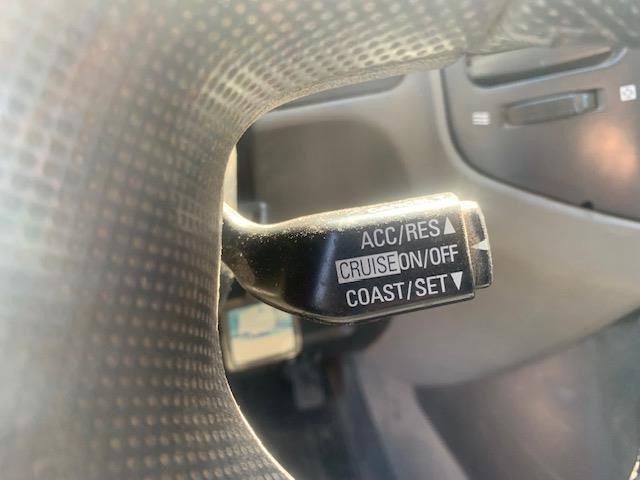 ACC/RES▲
CRUISE ON/OFF
COAST/SET▼